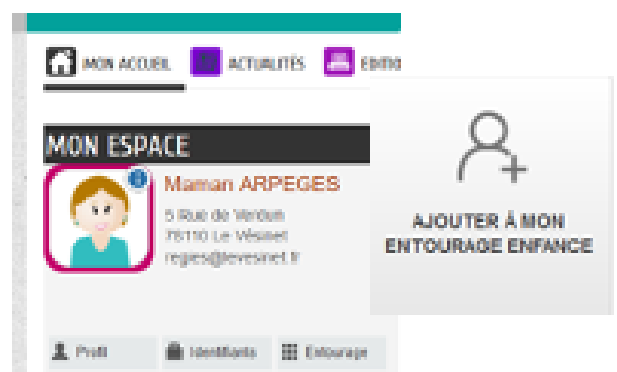 MON ACCUEIL ACTUALITÉS EDITIO
MON ESPACE
Maman ARPEGES
5 Rue de Verdun
78110 Le Vésinet
regies@levesinet.fr
AJOUTER À MON
ENTOURAGE ENFANCE
Profil Identifiants Entourage